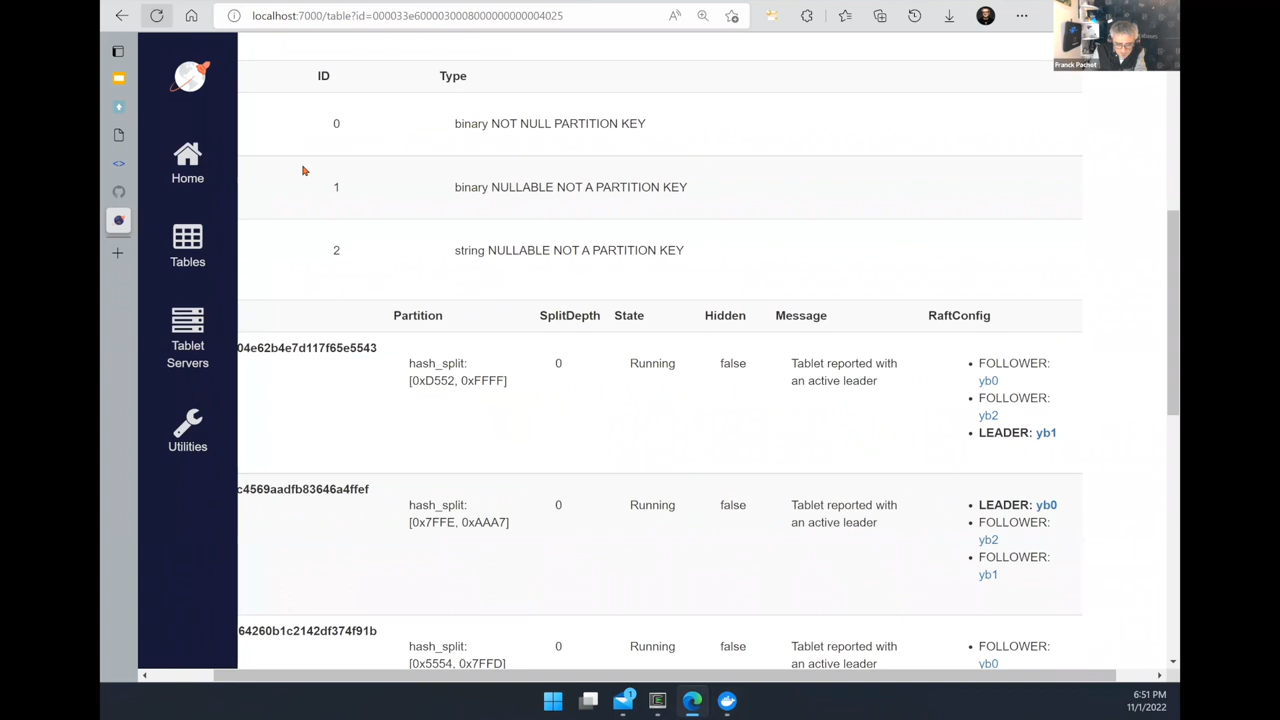 localhost:7000/table?id=000033e6000030008000000000004025
Franck Pachot
ID Type
0 binary NOT NULL PARTITION KEY
Home
1 binary NULLABLE NOT A PARTITION KEY
Tables
2 string NULLABLE NOT A PARTITION KEY
Partition SplitDepth State Hidden Message RaftConfig
Tablet
Servers
04e62b4e7d117f65e5543
hash_split: 0 Running false Tablet reported with • FOLLOWER:
[0xD552, 0xFFFF] an active leader yb0
• FOLLOWER:
yb2
• LEADER: yb1
Utilities
c4569aadfb83646a4ffef
hash_split: 0 Running false Tablet reported with • LEADER: yb0
[0x7FFE, 0xAAA7] an active leader • FOLLOWER:
yb2
• FOLLOWER:
yb1
64260b1c2142df374f91b
hash_split: 0 Running false Tablet reported with • FOLLOWER:
[0x5554, 0x7FFD] an active leader yb0
1
6:51 PM
11/1/2022